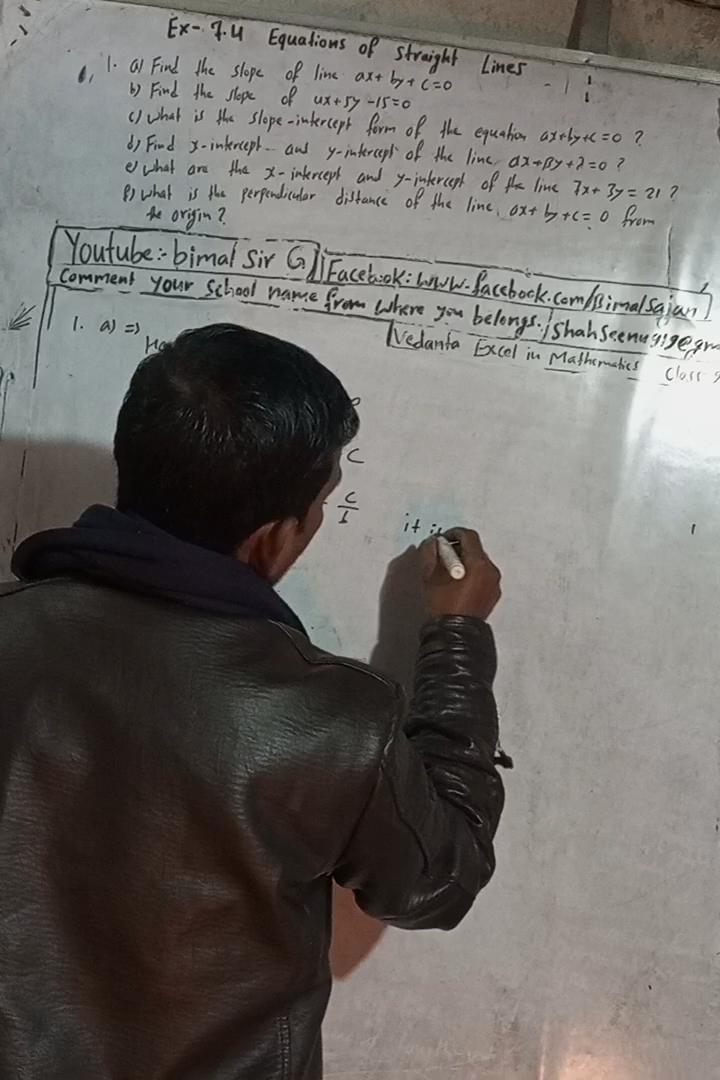 Ex- 7.4 Equations of Straight Lines
1. a) Find the slope of line ax + by + c = 0
b) Find the slope of 4x + 5y - 15 = 0
c) What is the slope-intercept form of the equation ax+by+c = 0 ?
d) Find x-intercept and y-intercept of the line
e) What are the x-intercept and y-intercept of the line 7x + 3y = 21 ?
f) What is the perpendicular distance of the line, ax + by + c = 0 from
the origin ?
Youtube:- bimal Sir G
Facebook: www.facebook.com/BimalSajan
Comment your School name from where you belongs.
Vedanta Excel in Mathematics Class
1. a) =>
c
it is